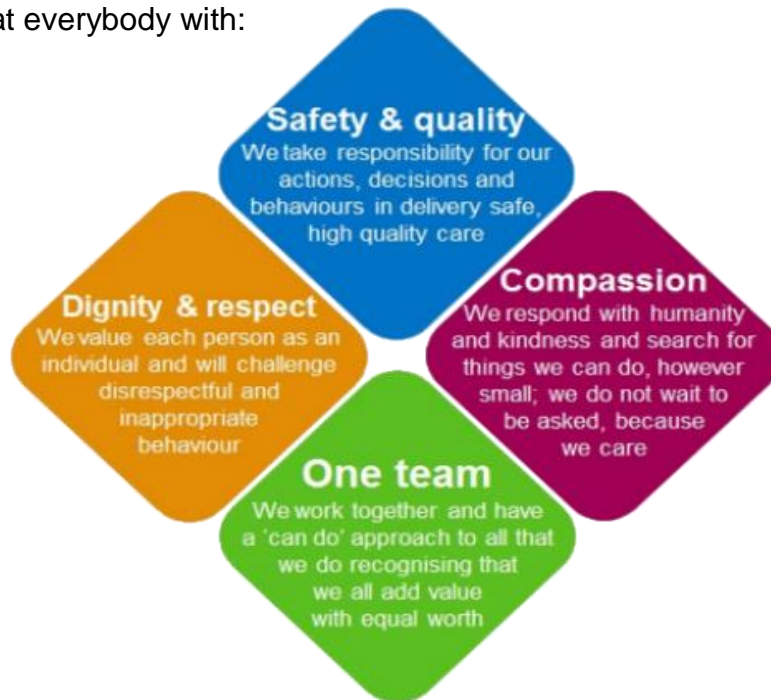 at everybody with:
Safety & quality
We take responsibility for our
actions, decisions and
behaviours in delivery safe,
high quality care
Dignity & respect
We value each person as an
individual and will challenge
disrespectful and
inappropriate
behaviour
Compassion
We respond with humanity
and kindness and search for
things we can do, however
small; we do not wait to
be asked, because
we care
One team
We work together and have
a 'can do' approach to all that
we do recognising that
we all add value
with equal worth